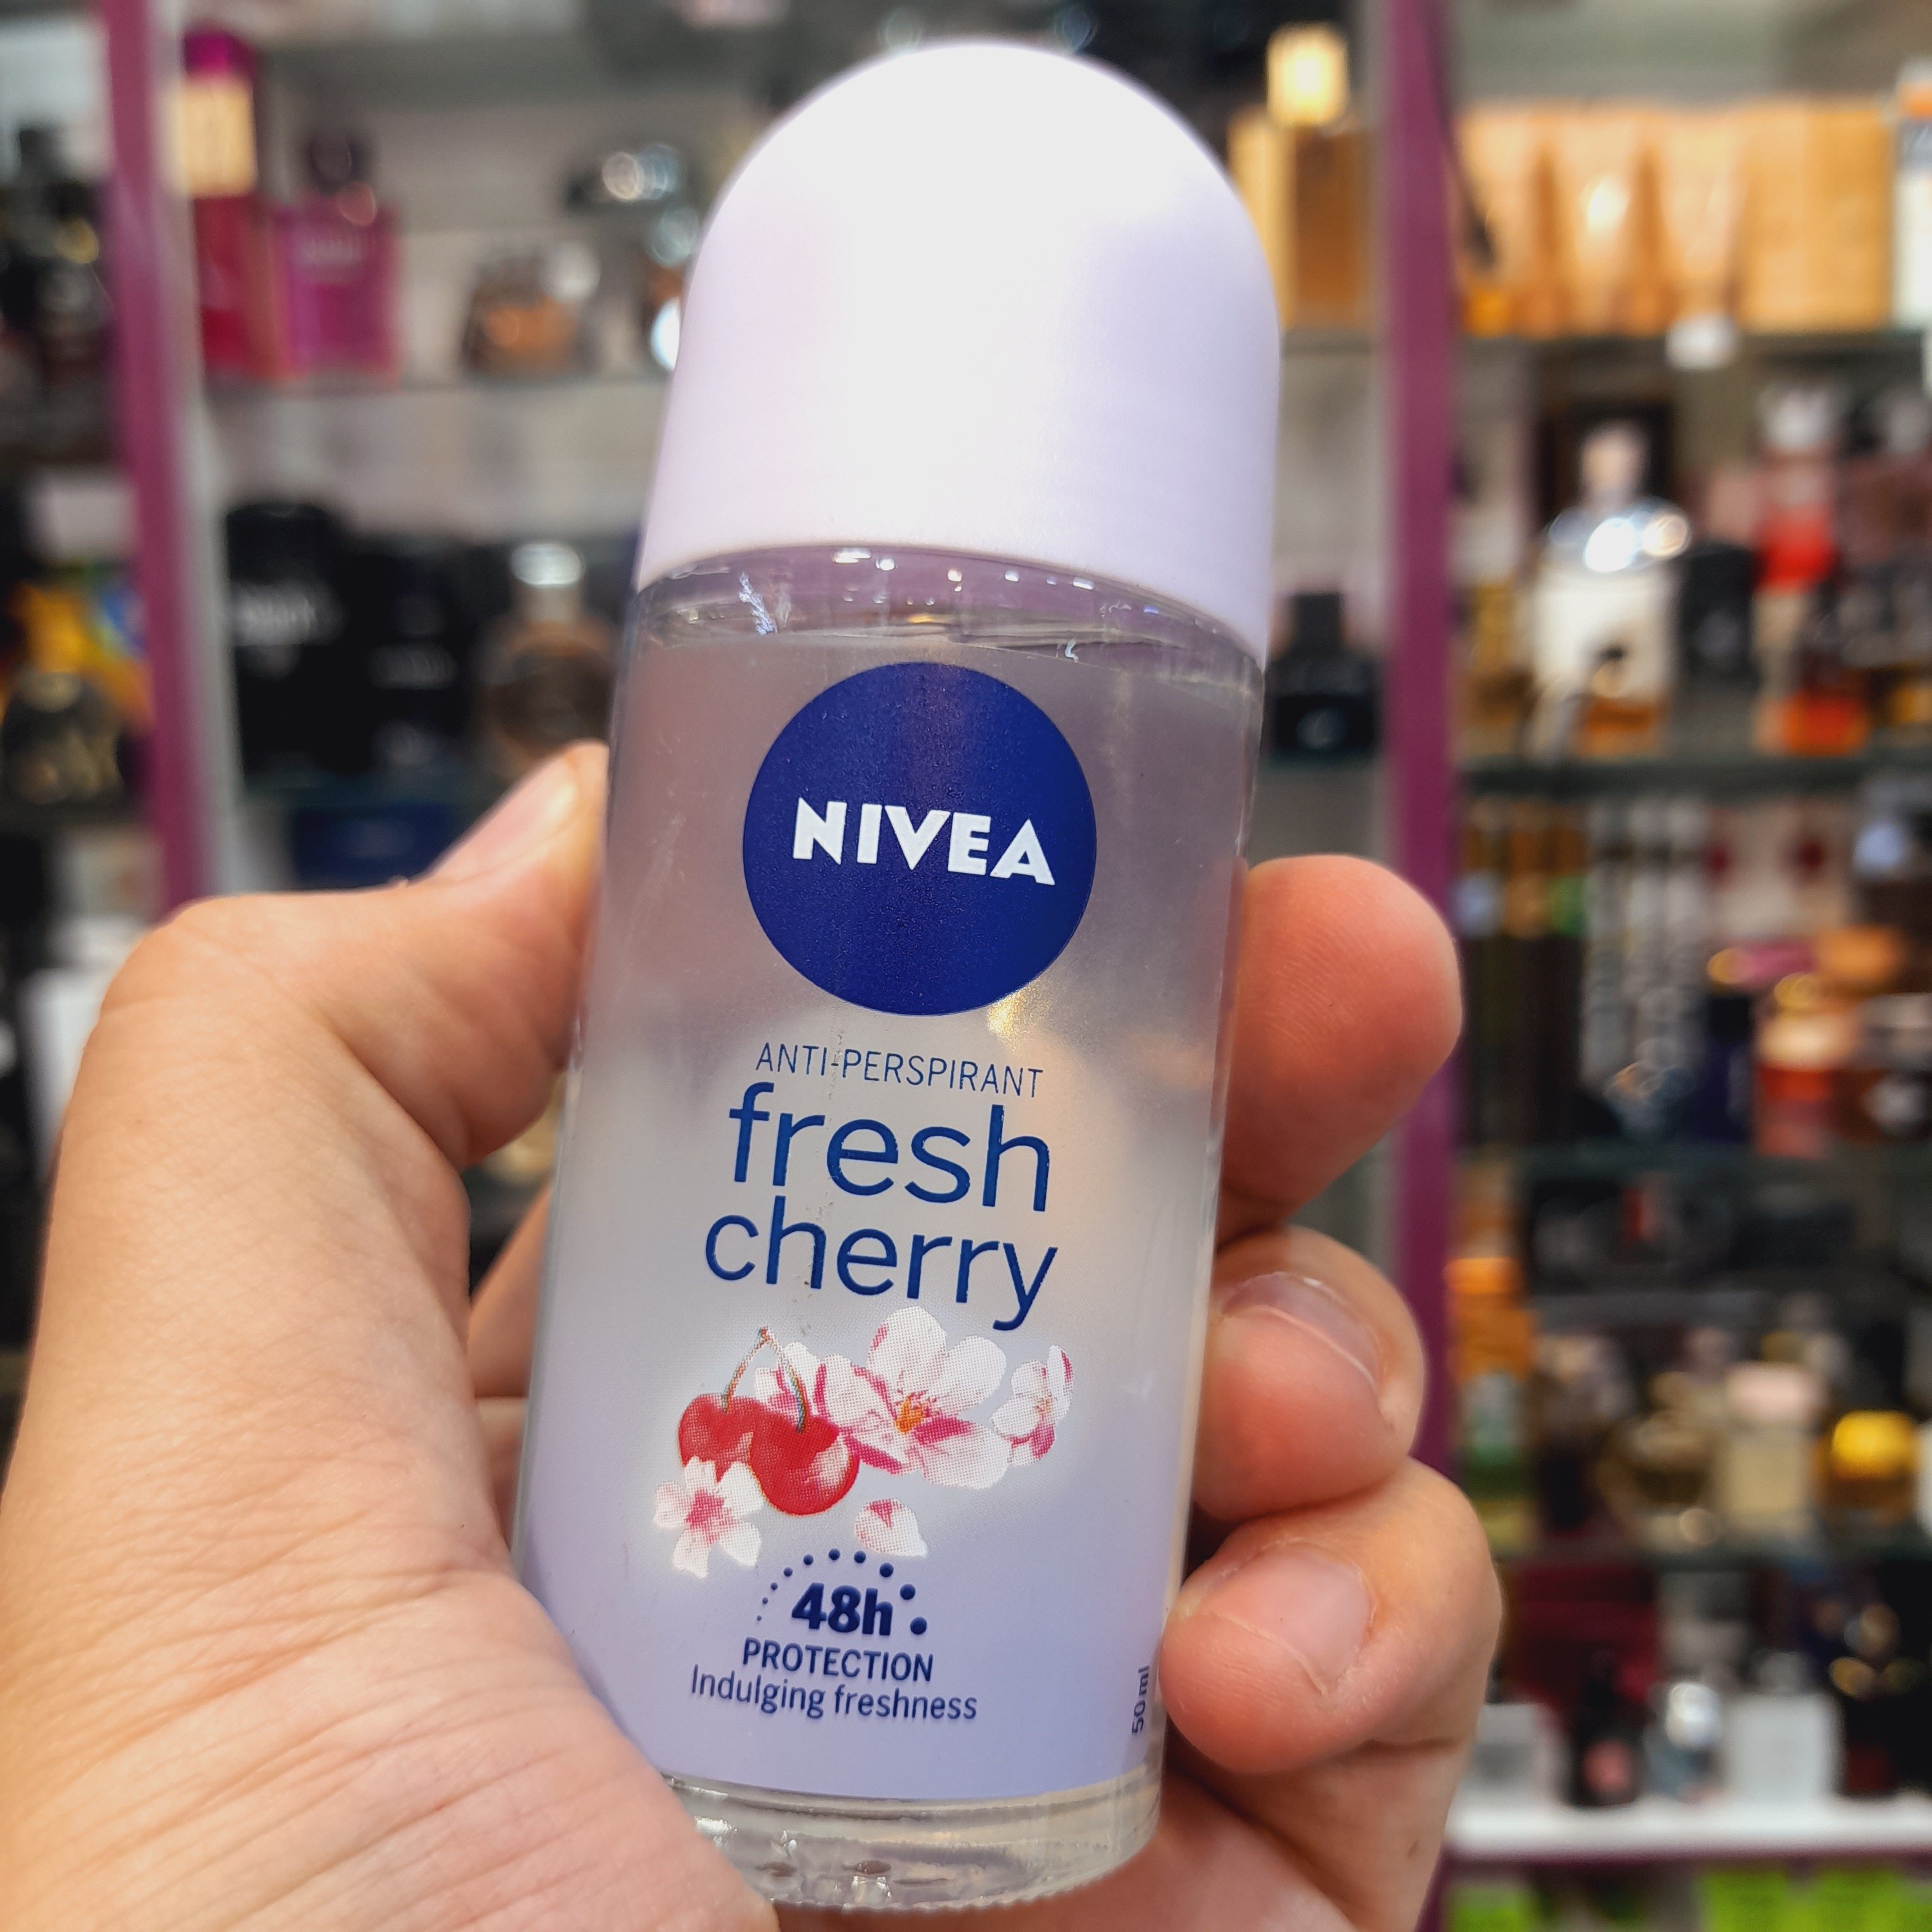 NIVEA
ANTI-PERSPIRANT
fresh
cherry
48h
PROTECTION
Indulging freshness
50 ml